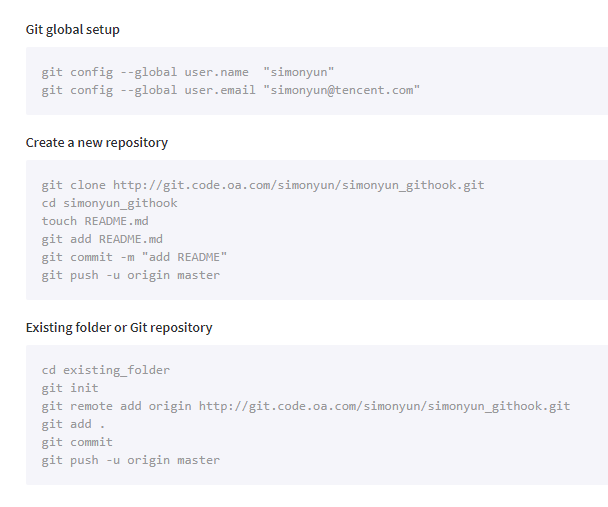 Git global setup
git config --global user.name  "simonyun"
git config --global user.email "simonyun@tencent.com"
Create a new repository
git clone http://git.code.oa.com/simonyun/simonyun_githook.git
cd simonyun_githook
touch README.md
git add README.md
git commit -m "add README"
git push -u origin master
Existing folder or Git repository
cd existing_folder
git init
git remote add origin http://git.code.oa.com/simonyun/simonyun_githook.git
git add .
git commit
git push -u origin master